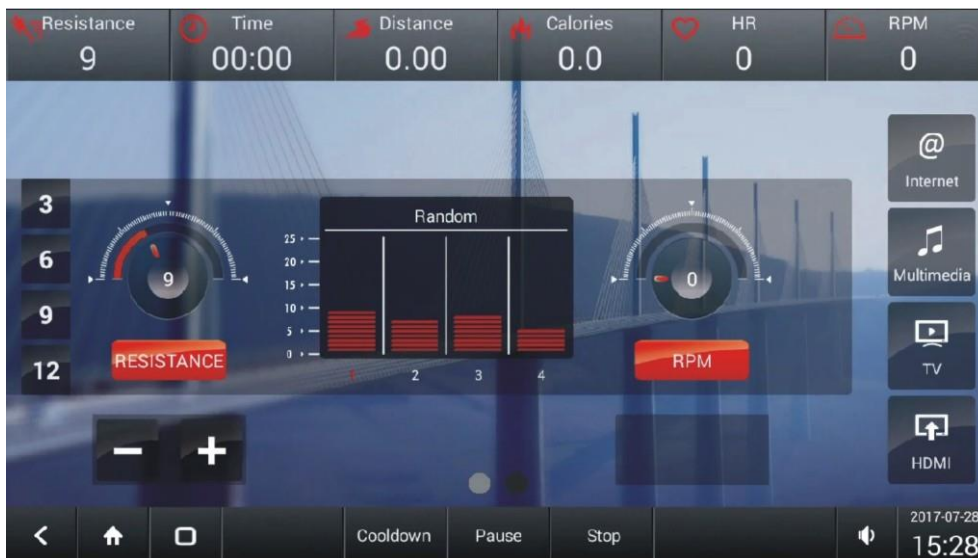 Resistance
9
Time
00:00
Distance
0.00
Calories
0.0
HR
0
RPM
0
3
6
9
12
9
RESISTANCE
Random
25
20
15
10
5
0
1
2
3
4
0
RPM
@
Internet
Multimedia
TV
HDMI
Cooldown
Pause
Stop
2017-07-28
15:28